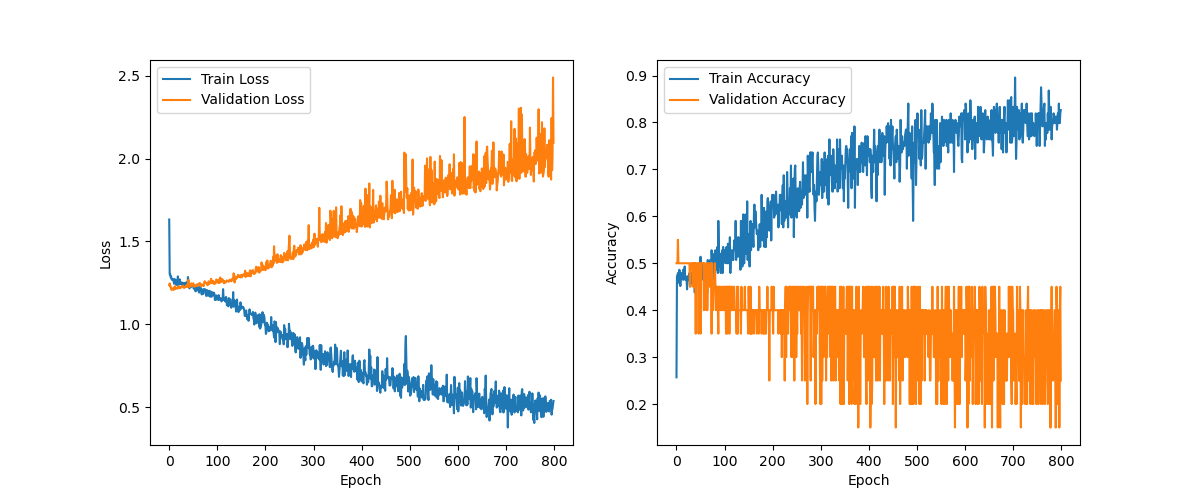 Train Loss
Validation Loss
2.5
2.0
1.5
1.0
0.5
Loss
0 100 200 300 400 500 600 700 800
Epoch
Train Accuracy
Validation Accuracy
0.9
0.8
0.7
0.6
0.5
0.4
0.3
0.2
Accuracy
0 100 200 300 400 500 600 700 800
Epoch